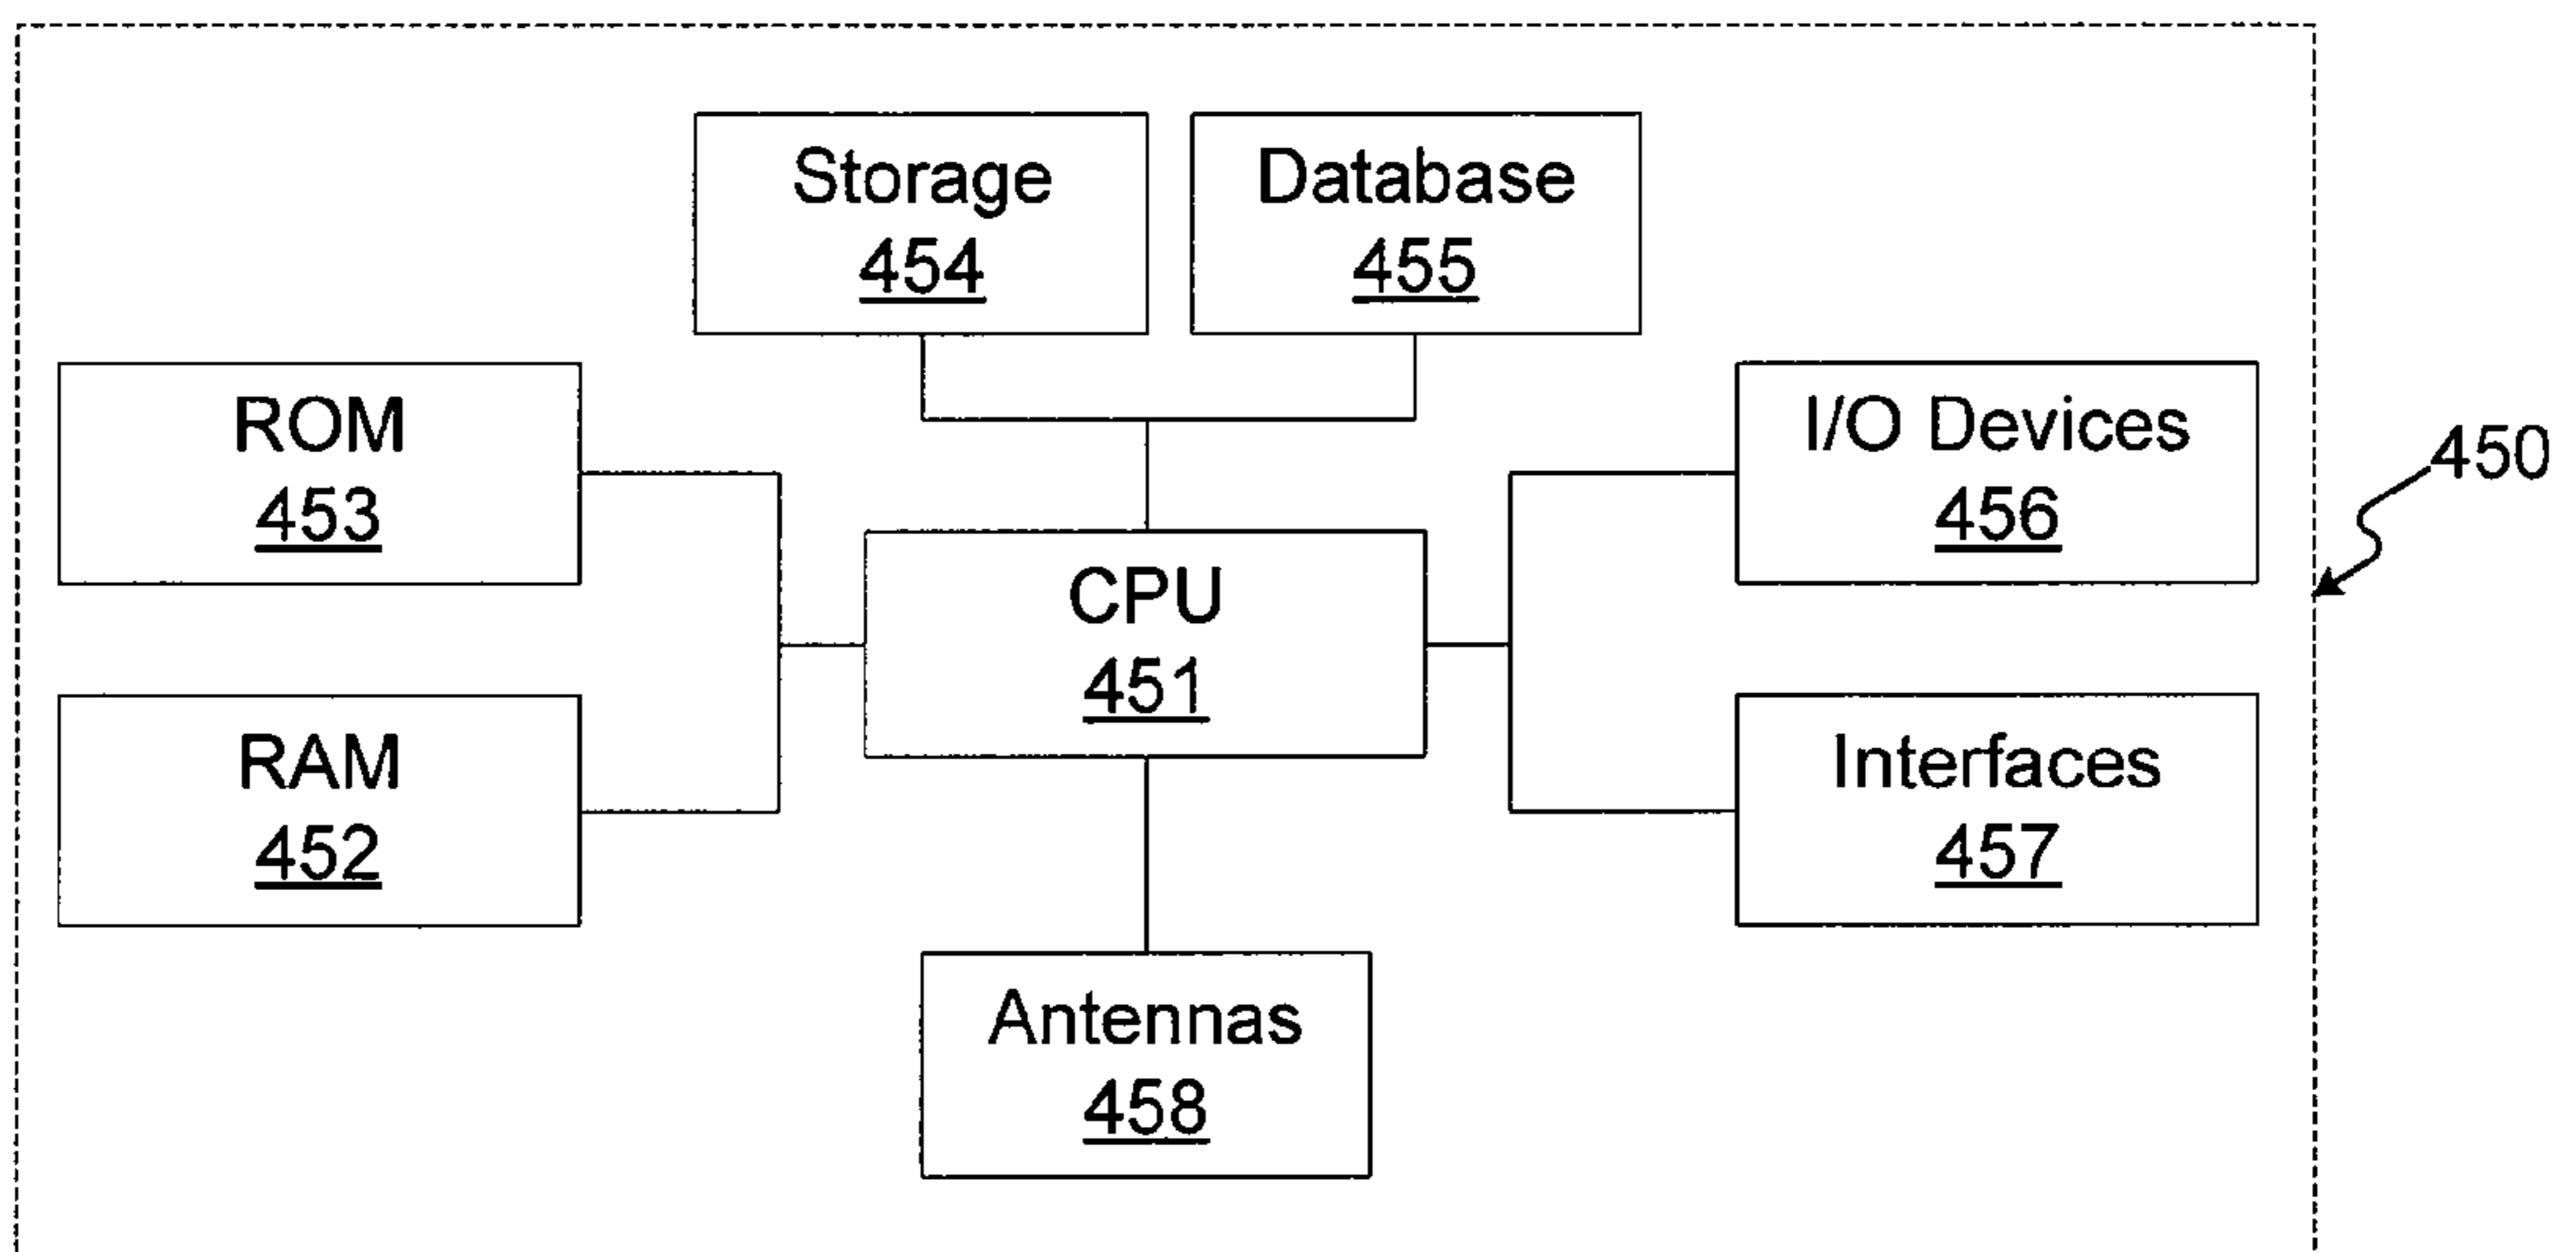 Storage
454
Database
455
ROM
453
I/O Devices
456
450
CPU
451
RAM
452
Interfaces
457
Antennas
458